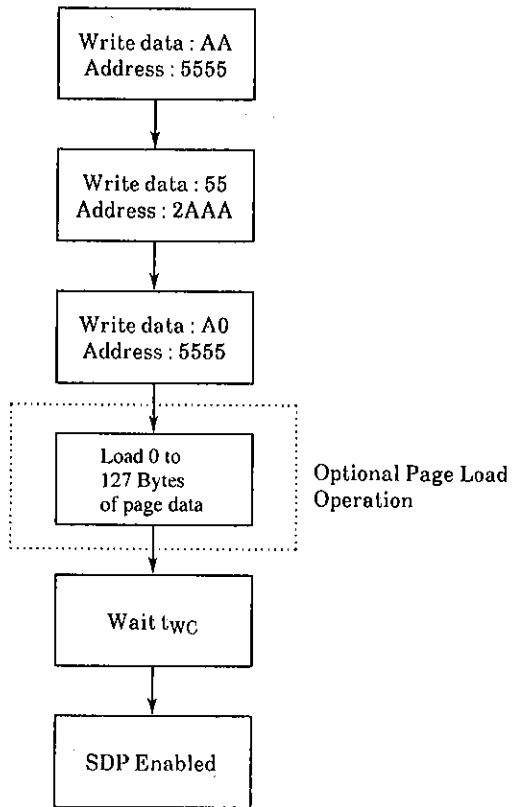 Write data : AA
Address : 5555
Write data : 55
Address : 2AAA
Write data : A0
Address : 5555
Load 0 to
127 Bytes
of page data
Optional Page Load
Operation
Wait tWC
SDP Enabled